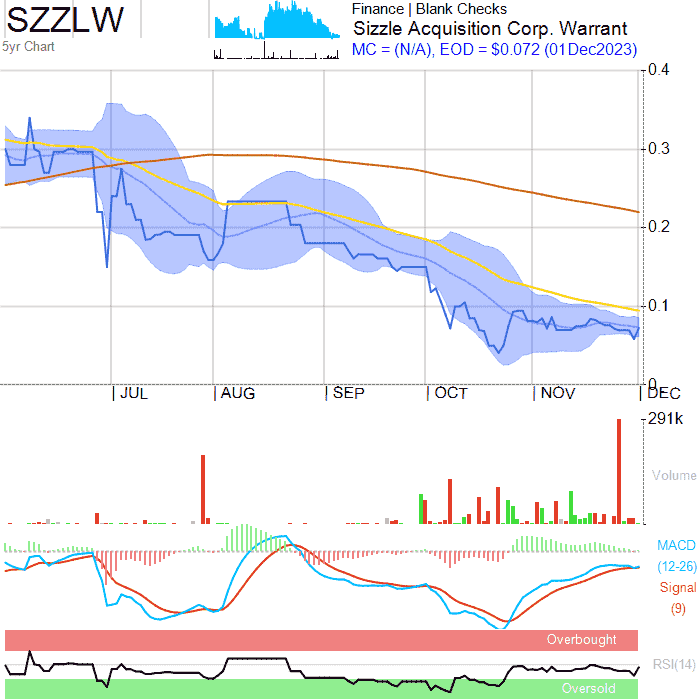 SZZLW
Finance | Blank Checks
Sizzle Acquisition Corp. Warrant
5yr Chart
MC = (N/A), EOD = $0.072 (01Dec2023)
0.4
0.3
0.2
0.1
0
JUL
AUG
SEP
OCT
NOV
DEC
291k
Volume
MACD
(12-26)
Signal
(9)
Overbought
RSI(14)
Oversold